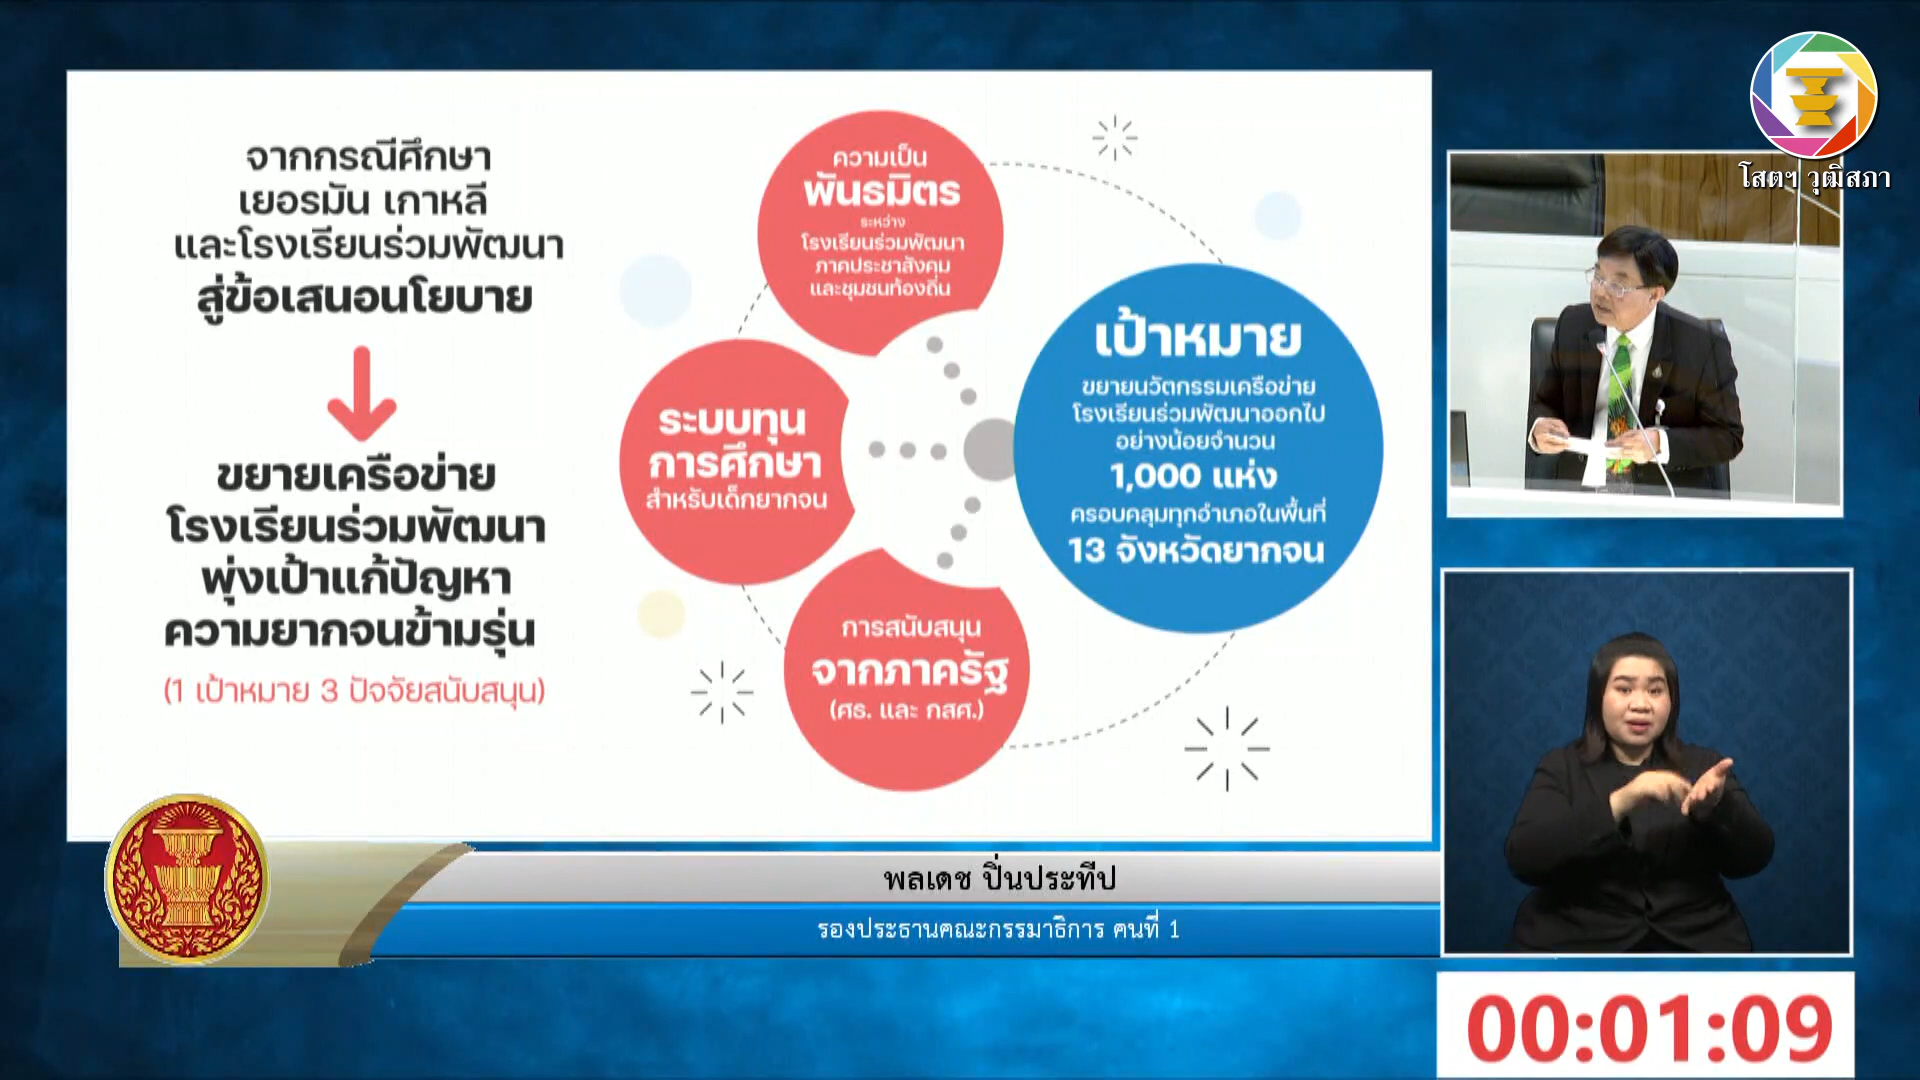 จากกรณีศึกษา
เยอรมัน เกาหลี
และโรงเรียนร่วมพัฒนา
สู่ข้อเสนอนโยบาย
ขยายเครือข่าย
โรงเรียนร่วมพัฒนา
พุ่งเป้าแก้ปัญหา
ความยากจนข้ามรุ่น
(1 เป้าหมาย 3 ปัจจัยสนับสนุน)
ความเป็น
พันธมิตร
ระหว่าง
โรงเรียนร่วมพัฒนา
ภาคประชาสังคม
และชุมชนท้องถิ่น
ระบบทุน
การศึกษา
สำหรับเด็กยากจน
การสนับสนุน
จากภาครัฐ
(ศธ. และ กสศ.)
เป้าหมาย
ขยายนวัตกรรมเครือข่าย
โรงเรียนร่วมพัฒนาออกไป
อย่างน้อยจำนวน
1,000 แห่ง
ครอบคลุมทุกอำเภอในพื้นที่
13 จังหวัดยากจน
โสตฯ วุฒิสภา
พลเดช ปิ่นประทีป
รองประธานคณะกรรมาธิการ คนที่ 1
00:01:09